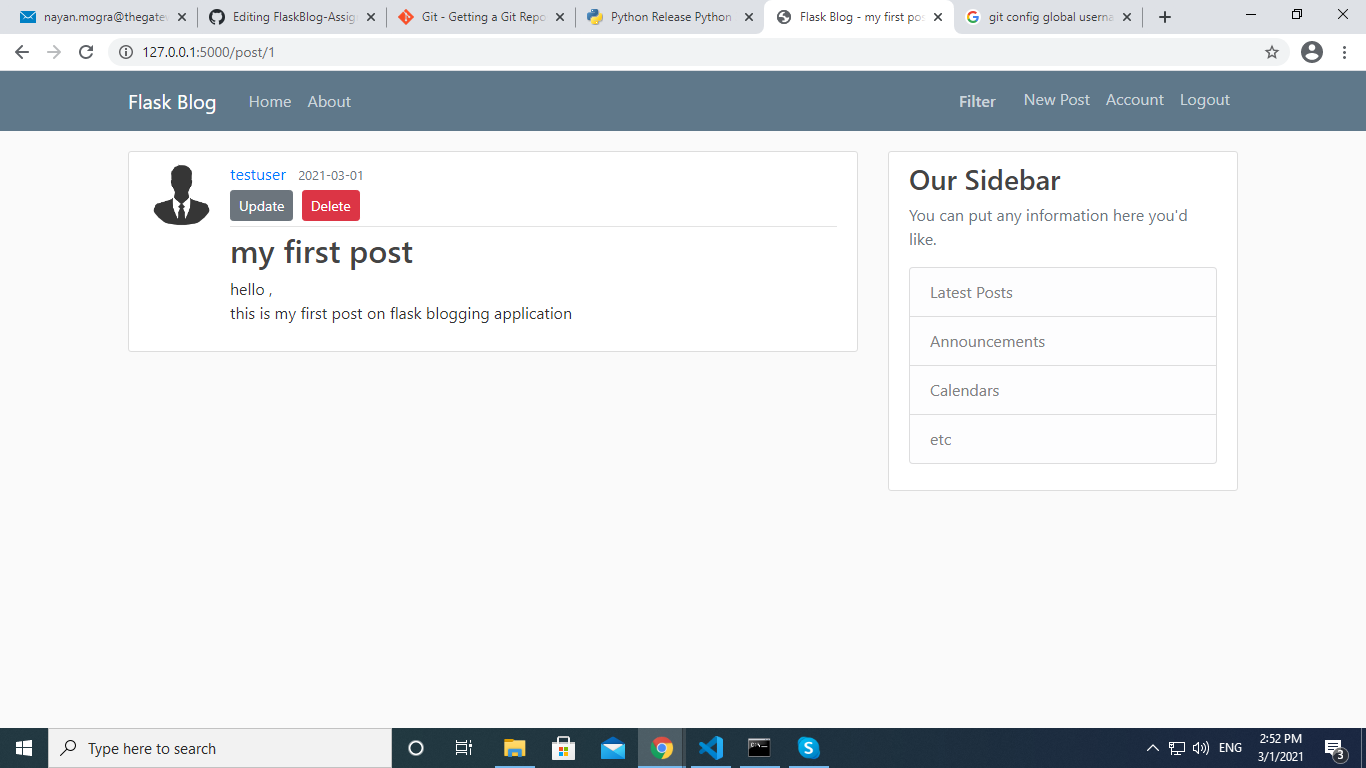 nayan.mogra@thegatew
Editing FlaskBlog-Assig
Git - Getting a Git Repo
Python Release Python
Flask Blog - my first pos
git config global userna
127.0.0.1:5000/post/1
Flask Blog Home About Filter New Post Account Logout
testuser 2021-03-01
Update Delete
my first post
hello ,
this is my first post on flask blogging application
Our Sidebar
You can put any information here you'd
like.
Latest Posts
Announcements
Calendars
etc
Type here to search
ENG
2:52 PM
3/1/2021
3